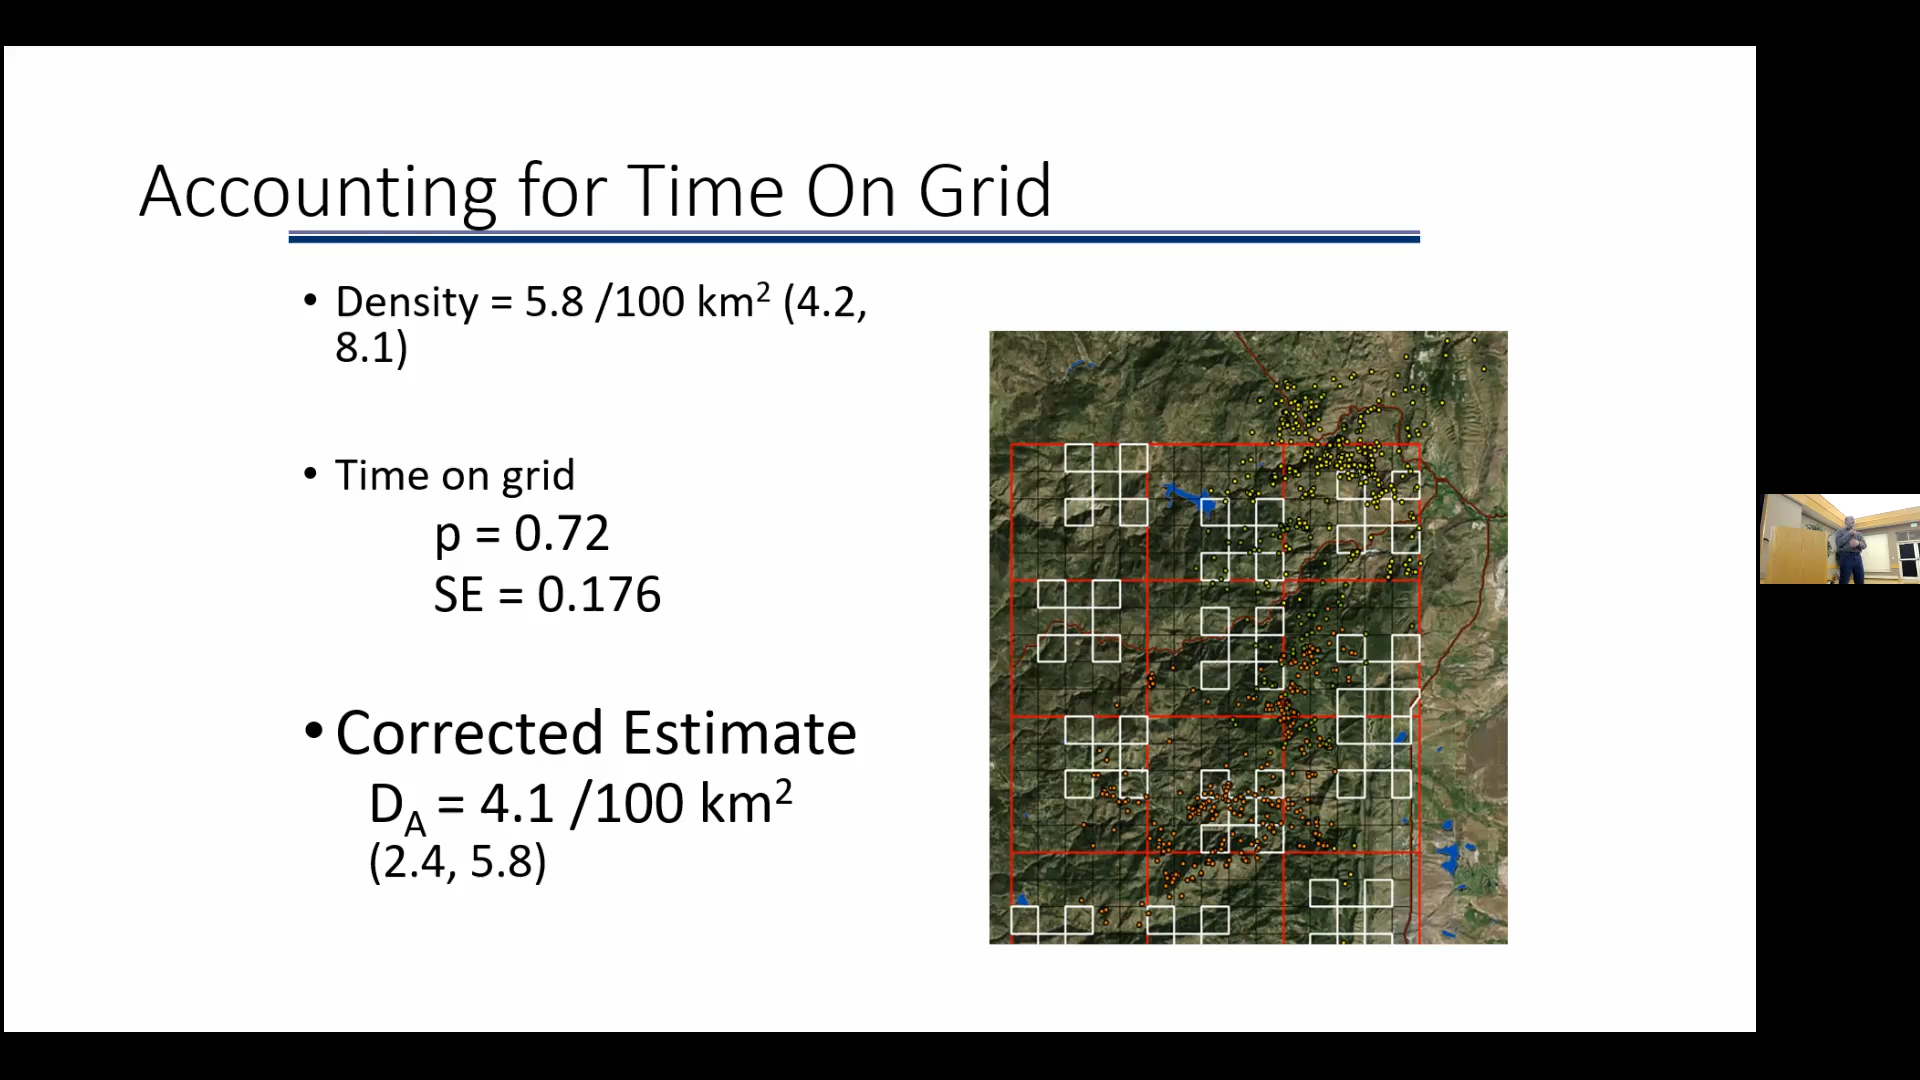 Accounting for Time On Grid
• Density = 5.8 /100 km² (4.2,
8.1)
• Time on grid
p = 0.72
SE = 0.176
• Corrected Estimate
D_A = 4.1 /100 km²
(2.4, 5.8)